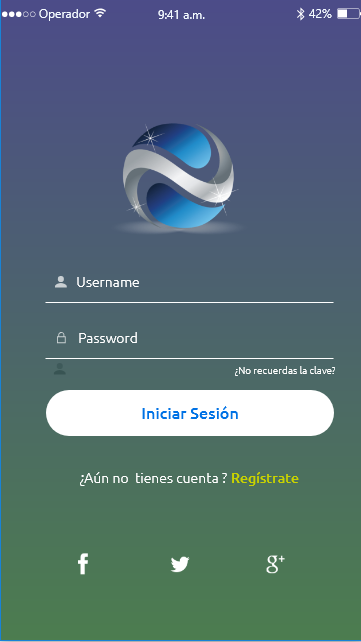 Operador 9:41 a.m. 42%
Username
Password
¿No recuerdas la clave?
Iniciar Sesión
¿Aún no tienes cuenta ? Regístrate
f g+